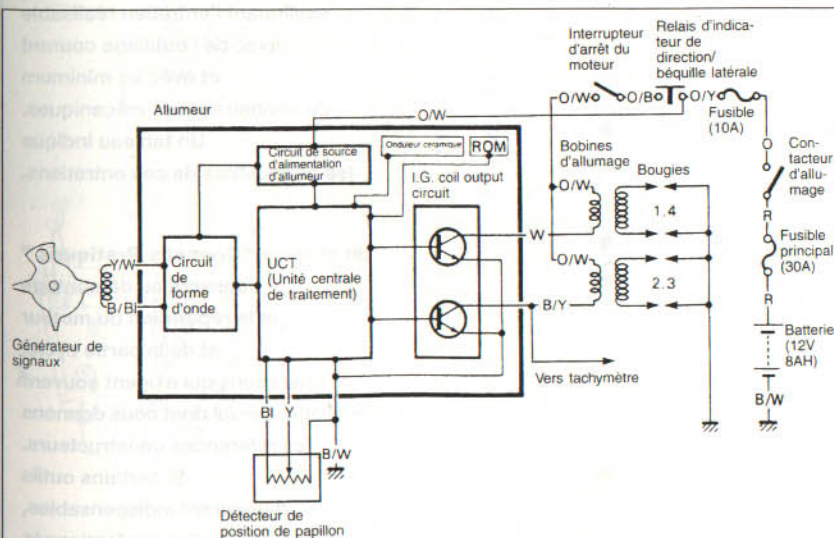 Interrupteur
d'arrêt du
moteur
Relais d'indica-
teur de
direction/
béquille latérale
O/W
O/B
O/Y
Fusible
(10A)
O
Con-
tacteur
d'allu-
mage
R
Fusible
principal
(30A)
R
Batterie
(12V
8AH)
B/W
Allumeur
O/W
Circuit de source
d'alimentation
d'allumeur
Onduleur ceramique
ROM
I.G. coil output
circuit
Bobines
d'allumage
Bougies
O/W
1.4
W
O/W
2.3
B/Y
Vers tachymètre
UCT
(Unité centrale
de traitement)
Circuit
de
forme
d'onde
Y/W
B/Bl
Générateur de
signaux
Bl
Y
B/W
Détecteur de
position de papillon